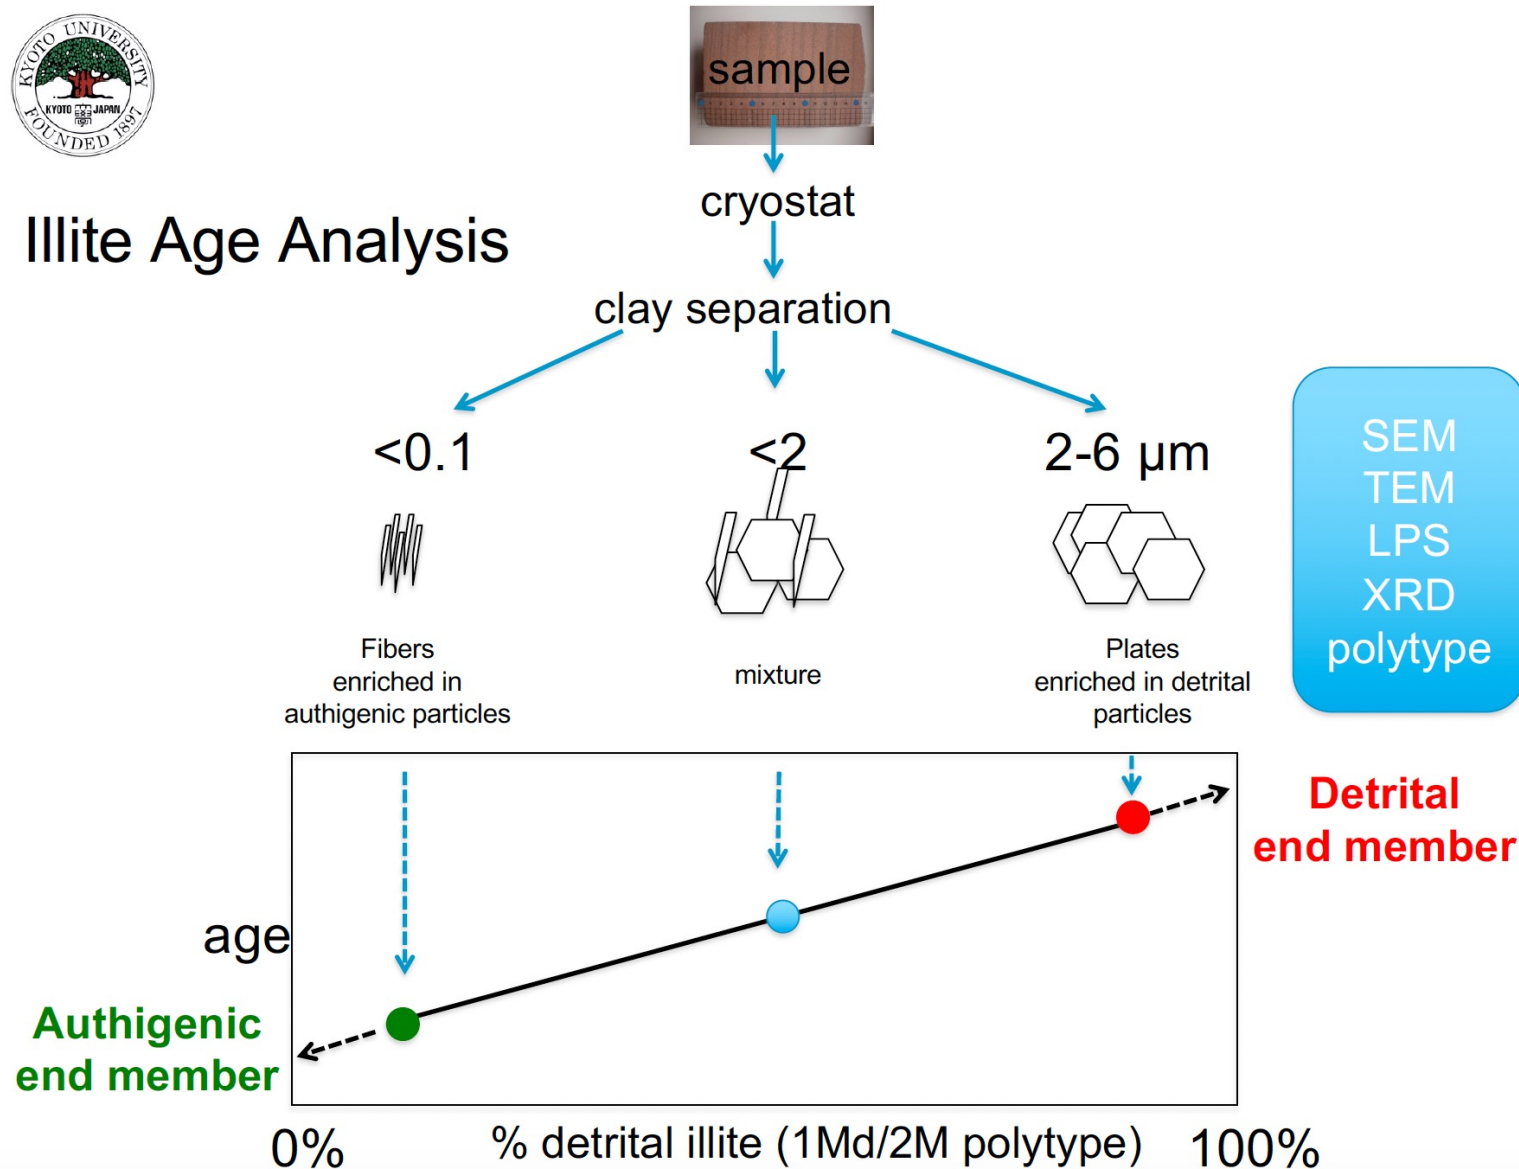 KYOTO UNIVERSITY
KYOTO JAPAN
FOUNDED 1897
sample
cryostat
Illite Age Analysis
clay separation
<0.1
<2
2-6 μm
SEM
TEM
LPS
XRD
polytype
Fibers
enriched in
authigenic particles
mixture
Plates
enriched in detrital
particles
Detrital
end member
age
Authigenic
end member
0%
% detrital illite (1Md/2M polytype)
100%